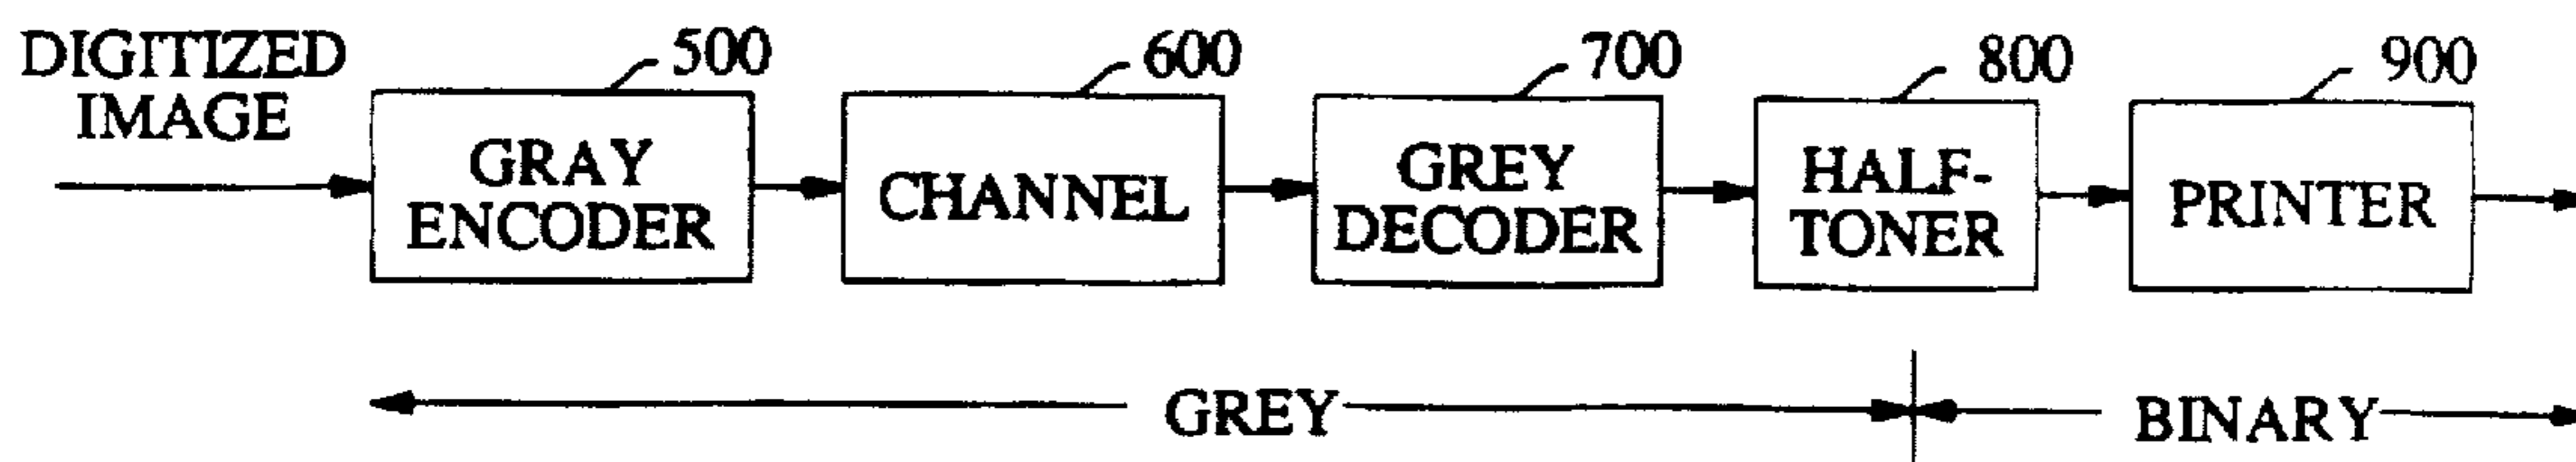 DIGITIZED
IMAGE
500
600
700
800
900
GRAY
ENCODER
CHANNEL
GREY
DECODER
HALF-
TONER
PRINTER
GREY
BINARY